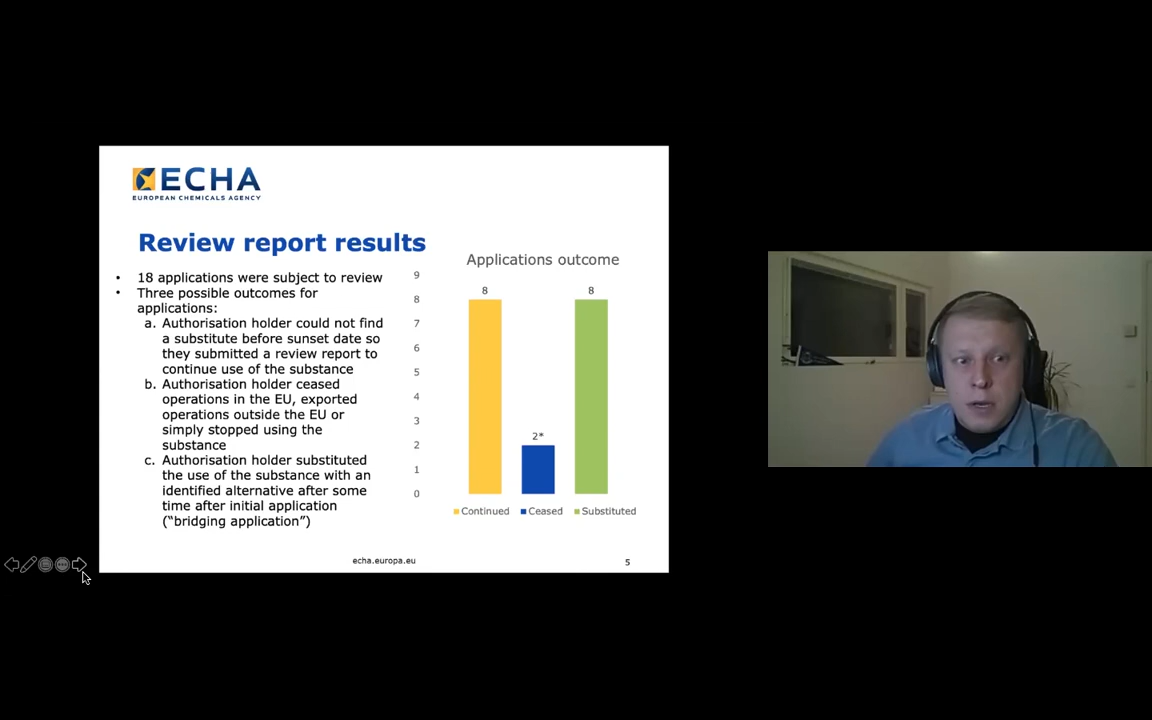 ECHA
EUROPEAN CHEMICALS AGENCY
Review report results
• 18 applications were subject to review
• Three possible outcomes for
applications:
a. Authorisation holder could not find
a substitute before sunset date so
they submitted a review report to
continue use of the substance
b. Authorisation holder ceased
operations in the EU, exported
operations outside the EU or
simply stopped using the
substance
c. Authorisation holder substituted
the use of the substance with an
identified alternative after some
time after initial application
(“bridging application”)
Applications outcome
9
8
7
6
5
4
3
2
1
0
8
2*
8
Continued Ceased Substituted
echa.europa.eu
5